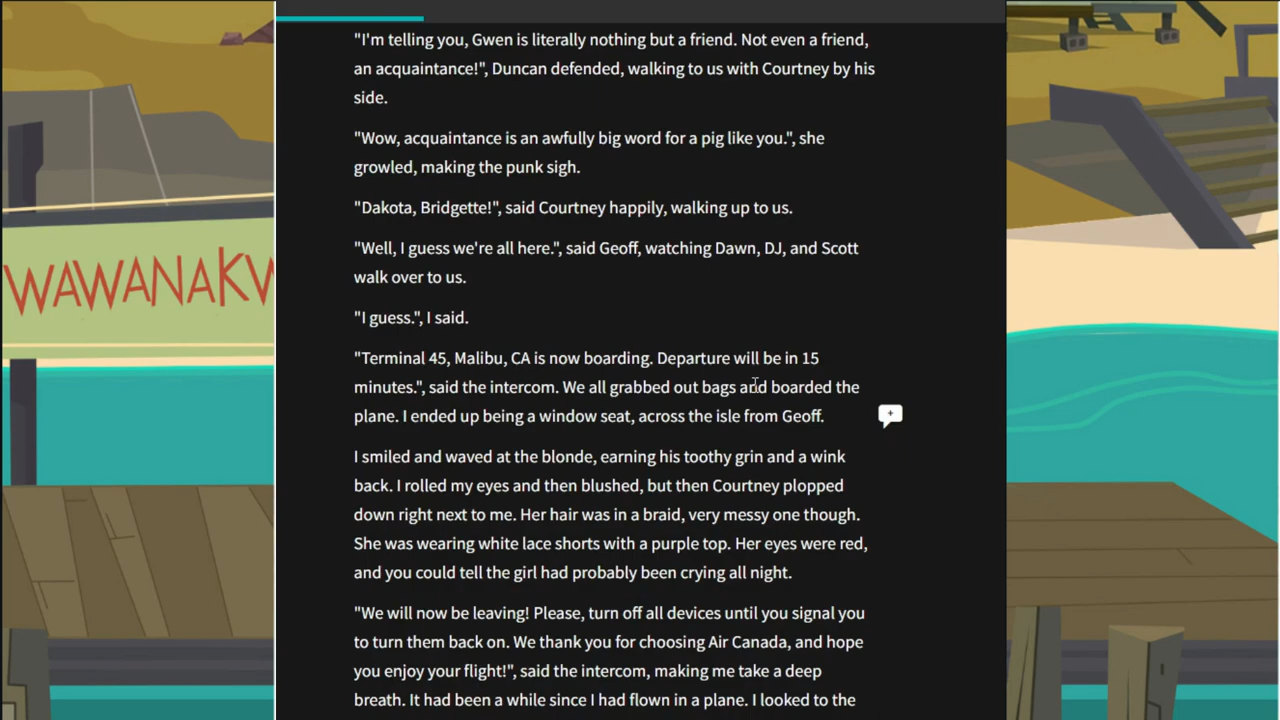 "I'm telling you, Gwen is literally nothing but a friend. Not even a friend,
an acquaintance!", Duncan defended, walking to us with Courtney by his
side.
"Wow, acquaintance is an awfully big word for a pig like you.", she
growled, making the punk sigh.
"Dakota, Bridgette!", said Courtney happily, walking up to us.
"Well, I guess we're all here.", said Geoff, watching Dawn, DJ, and Scott
walk over to us.
"I guess.", I said.
"Terminal 45, Malibu, CA is now boarding. Departure will be in 15
minutes.", said the intercom. We all grabbed out bags and boarded the
plane. I ended up being a window seat, across the isle from Geoff.
I smiled and waved at the blonde, earning his toothy grin and a wink
back. I rolled my eyes and then blushed, but then Courtney plopped
down right next to me. Her hair was in a braid, very messy one though.
She was wearing white lace shorts with a purple top. Her eyes were red,
and you could tell the girl had probably been crying all night.
"We will now be leaving! Please, turn off all devices until you signal you
to turn them back on. We thank you for choosing Air Canada, and hope
you enjoy your flight!", said the intercom, making me take a deep
breath. It had been a while since I had flown in a plane. I looked to the
WAWANAKW